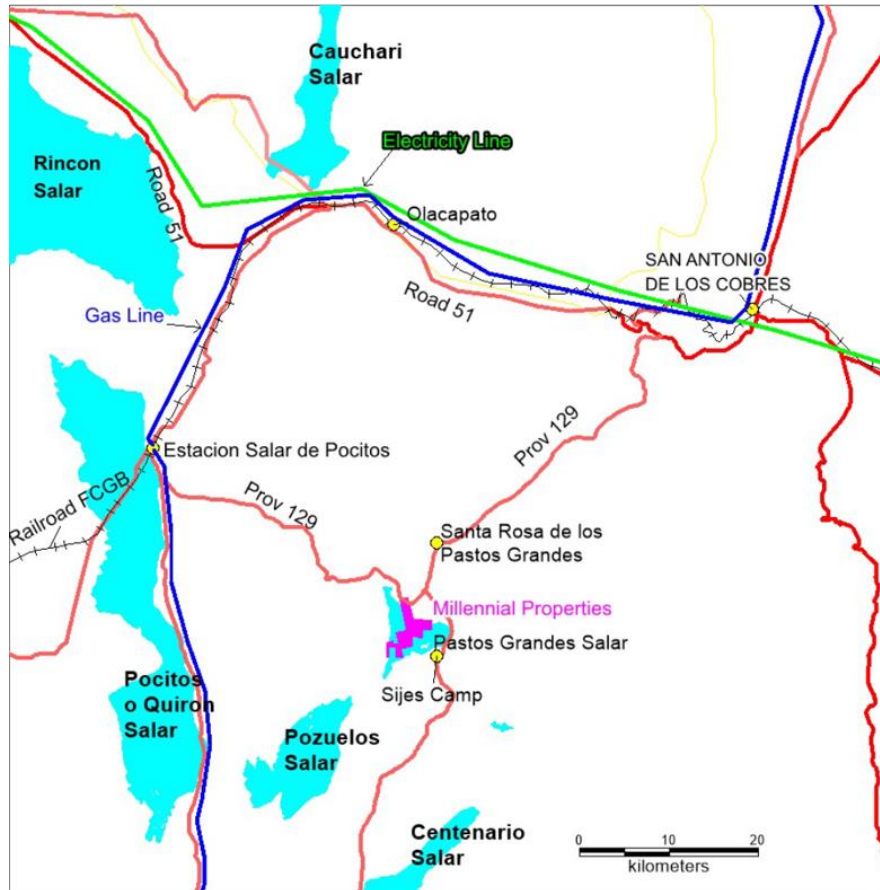 Cauchari
Salar
Electricity Line
Rincon
Salar
Road 51
Olacapato
SAN ANTONIO
DE LOS COBRES
Road 51
Gas Line
Prov 129
Estacion Salar de Pocitos
Railroad FCGB
Prov 129
Santa Rosa de los
Pastos Grandes
Millennial Properties
Pastos Grandes Salar
Sijes Camp
Pocitos
o Quiron
Salar
Pozuelos
Salar
Centenario
Salar
0 10 20
kilometers